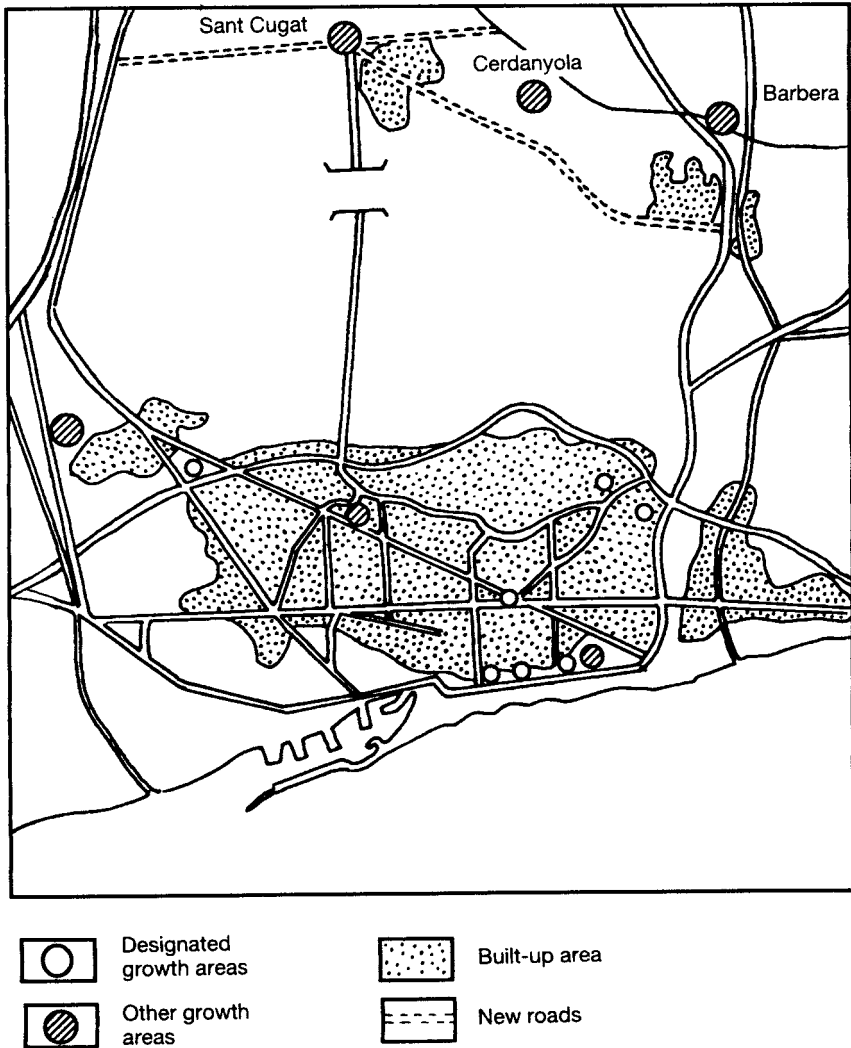 Sant Cugat
Cerdanyola
Barbera
Designated
growth areas
Built-up area
Other growth
areas
New roads